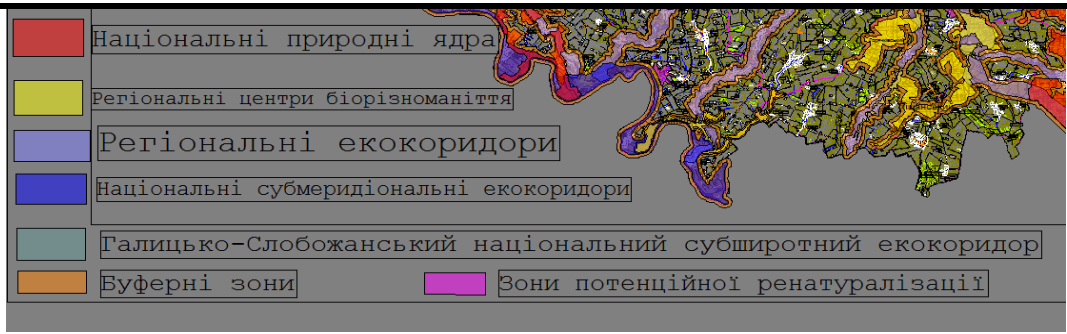 Національні природні ядра
Регіональні центри біорізноманіття
Регіональні екокоридори
Національні субмеридіональні екокоридори
Галицько-Слобожанський національний субширотний екокоридор
Буферні зони
Зони потенційної ренатуралізації